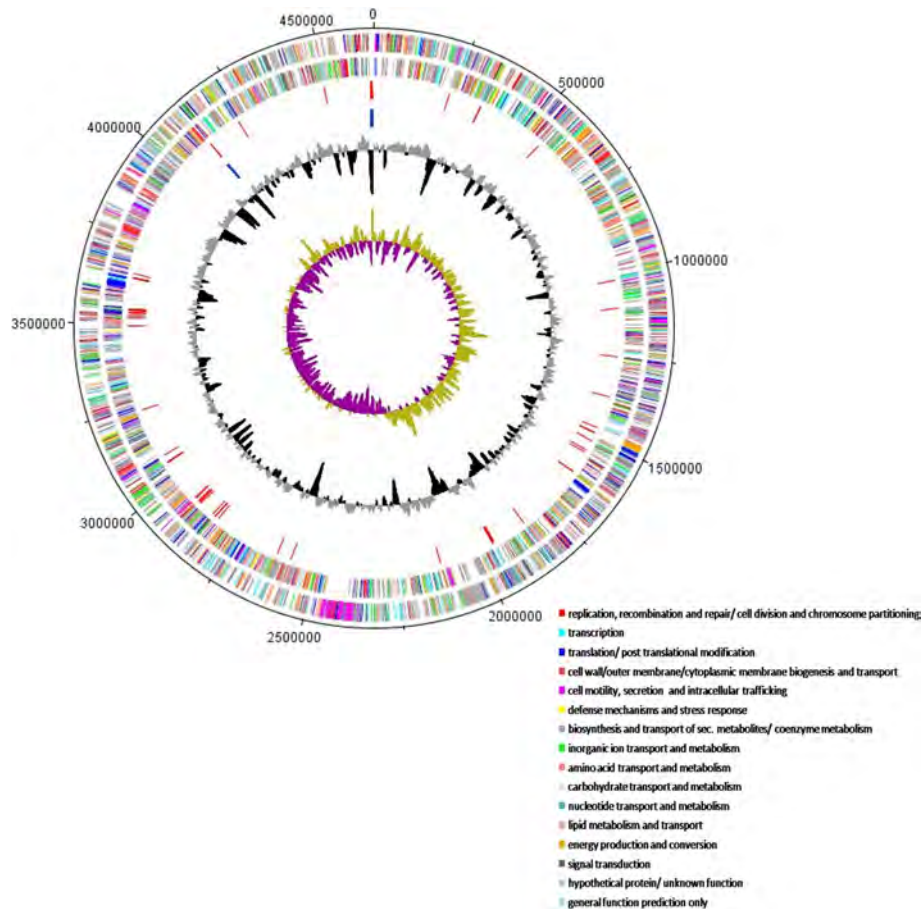 0
4500000
500000
4000000
1000000
3500000
1500000
3000000
2000000
2500000
replication, recombination and repair/ cell division and chromosome partitioning;
transcription
translation/ post translational modification
cell wall/outer membrane/cytoplasmic membrane biogenesis and transport
cell motility, secretion and intracellular trafficking
defense mechanisms and stress response
biosynthesis and transport of sec. metabolites/ coenzyme metabolism
inorganic ion transport and metabolism
amino acid transport and metabolism
carbohydrate transport and metabolism
nucleotide transport and metabolism
lipid metabolism and transport
energy production and conversion
signal transduction
hypothetical protein/ unknown function
general function prediction only